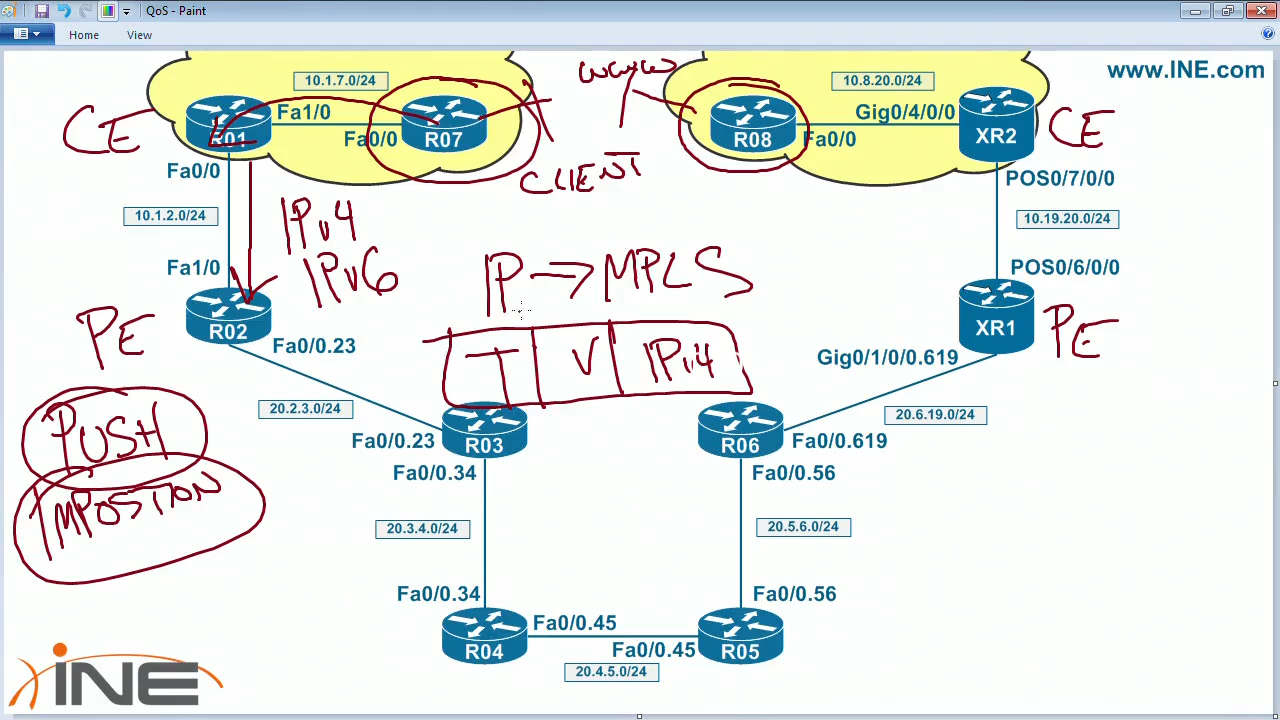 QoS - Paint
Home View
www.INE.com
10.1.7.0/24
Fa1/0
Fa0/0
R01
R07
CE
CLIENT
WWW
10.8.20.0/24
Gig0/4/0/0
Fa0/0
R08
XR2
CE
Fa0/0
10.1.2.0/24
Fa1/0
IPv4
IPv6
POS0/7/0/0
10.19.20.0/24
POS0/6/0/0
IP → MPLS
T V IPv4
PE
R02
Fa0/0.23
XR1
PE
Gig0/1/0/0.619
20.2.3.0/24
20.6.19.0/24
PUSH
IMPOSTION
Fa0/0.23
R03
Fa0/0.34
R06
Fa0/0.619
Fa0/0.56
20.3.4.0/24
20.5.6.0/24
Fa0/0.34
Fa0/0.56
R04
Fa0/0.45
Fa0/0.45
R05
20.4.5.0/24
iNE